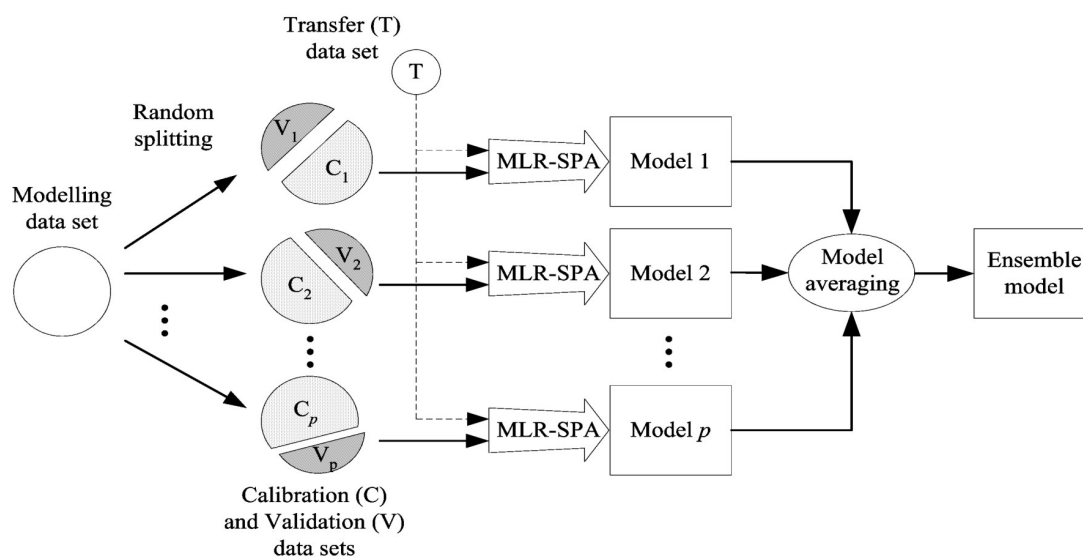 Transfer (T)
data set
T
Random
splitting
Modelling
data set
V₁
C₁
MLR-SPA
Model 1
V₂
C₂
MLR-SPA
Model 2
Model
averaging
Ensemble
model
Cₚ
Vₚ
MLR-SPA
Model p
Calibration (C)
and Validation (V)
data sets